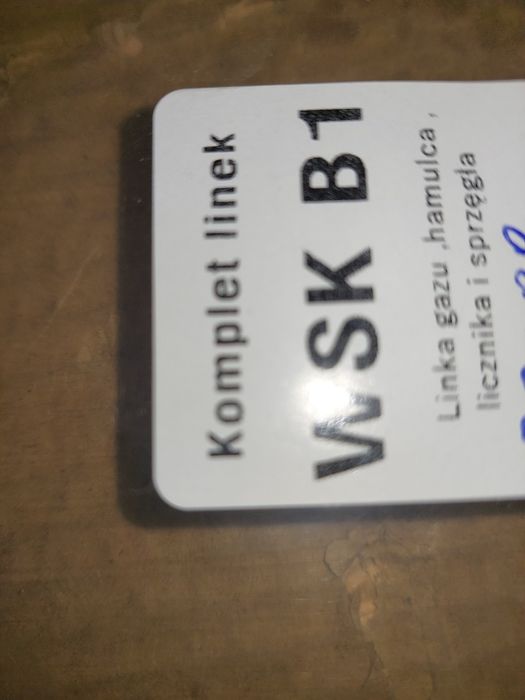 Komplet linek
WSK B1
Linka gazu ,hamulca ,
licznika i sprzęgła